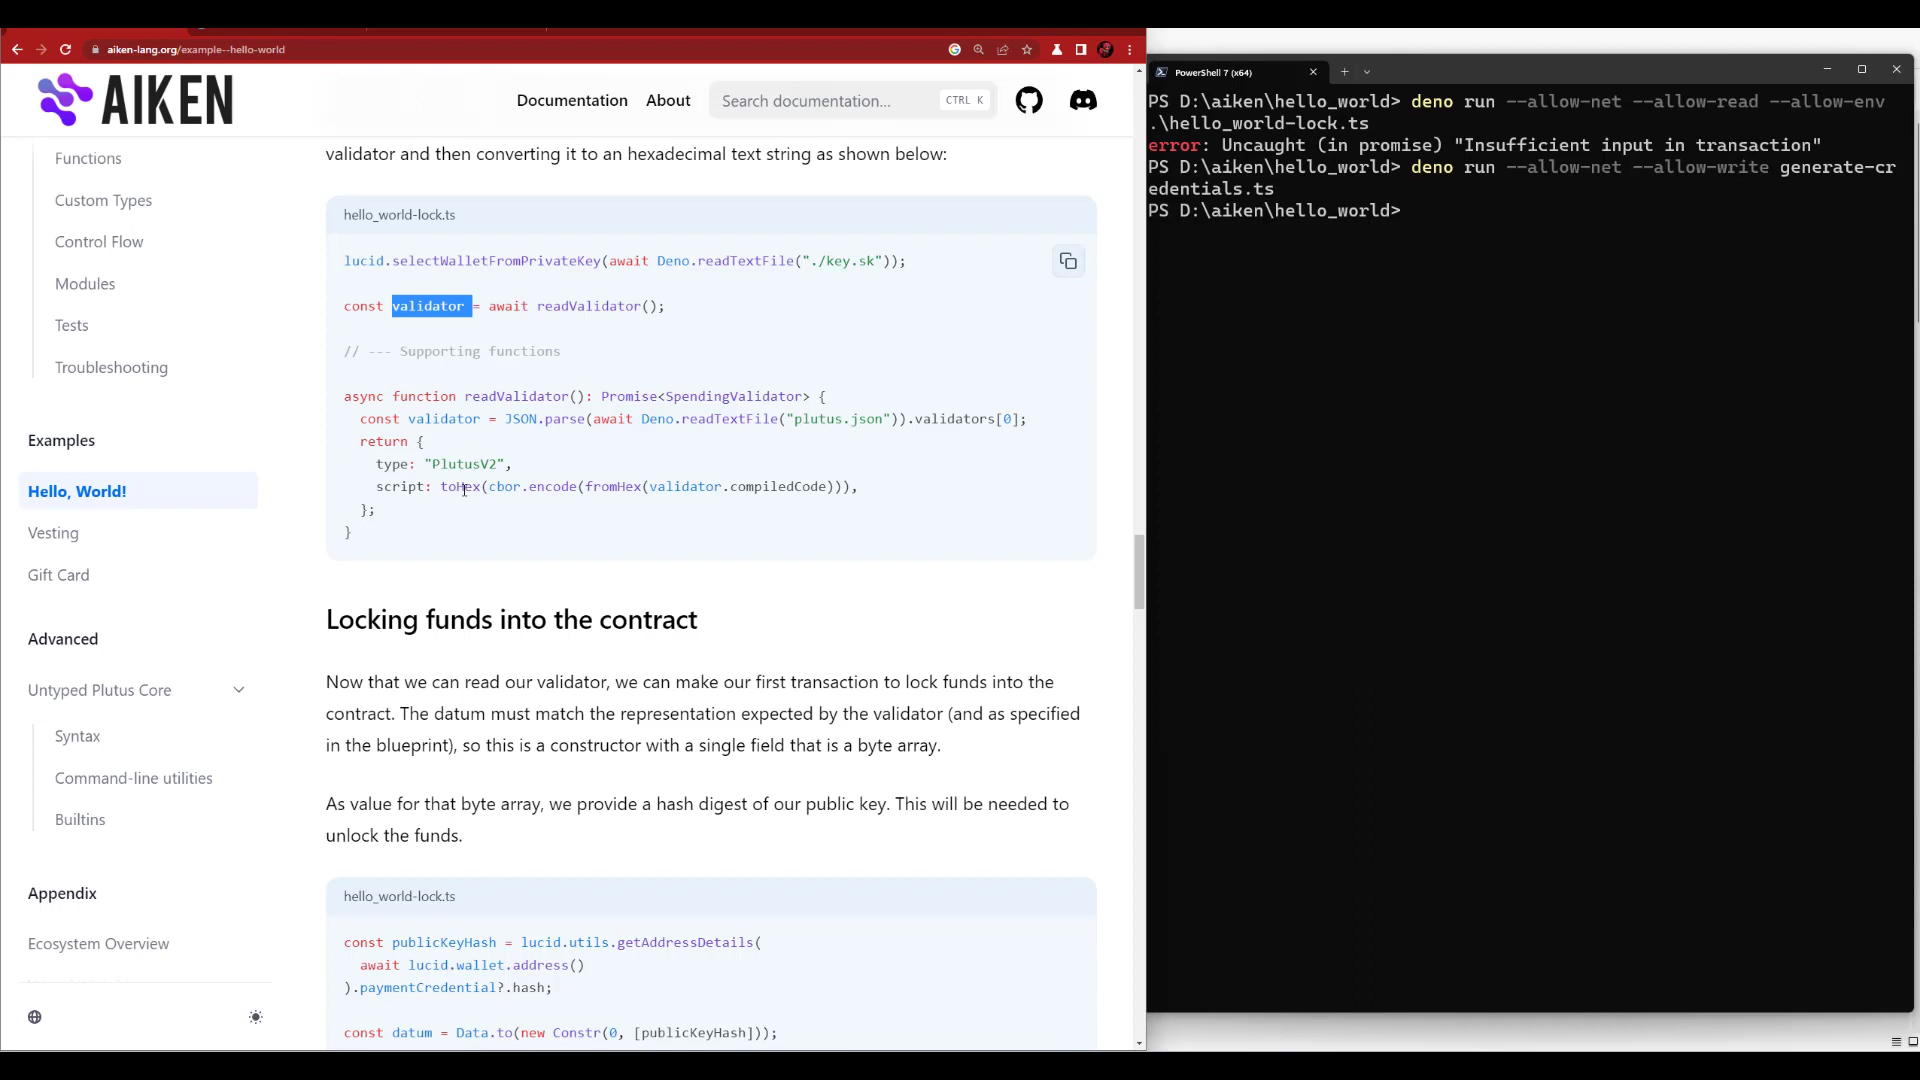 aiken-lang.org/example--hello-world
AIKEN
Documentation
About
Search documentation...
CTRL K
Functions
Custom Types
Control Flow
Modules
Tests
Troubleshooting
Examples
Hello, World!
Vesting
Gift Card
Advanced
Untyped Plutus Core
Syntax
Command-line utilities
Builtins
Appendix
Ecosystem Overview
validator and then converting it to an hexadecimal text string as shown below:
hello_world-lock.ts
lucid.selectWalletFromPrivateKey(await Deno.readTextFile("./key.sk"));
const validator = await readValidator();
// --- Supporting functions
async function readValidator(): Promise<SpendingValidator> {
const validator = JSON.parse(await Deno.readTextFile("plutus.json")).validators[0];
return {
type: "PlutusV2",
script: toHex(cbor.encode(fromHex(validator.compiledCode))),
};
}
Locking funds into the contract
Now that we can read our validator, we can make our first transaction to lock funds into the
contract. The datum must match the representation expected by the validator (and as specified
in the blueprint), so this is a constructor with a single field that is a byte array.
As value for that byte array, we provide a hash digest of our public key. This will be needed to
unlock the funds.
hello_world-lock.ts
const publicKeyHash = lucid.utils.getAddressDetails(
await lucid.wallet.address()
).paymentCredential?.hash;
const datum = Data.to(new Constr(0, [publicKeyHash]));
PowerShell 7 (x64)
PS D:\aiken\hello_world> deno run --allow-net --allow-read --allow-env
.\hello_world-lock.ts
error: Uncaught (in promise) "Insufficient input in transaction"
PS D:\aiken\hello_world> deno run --allow-net --allow-write generate-cr
edentials.ts
PS D:\aiken\hello_world>